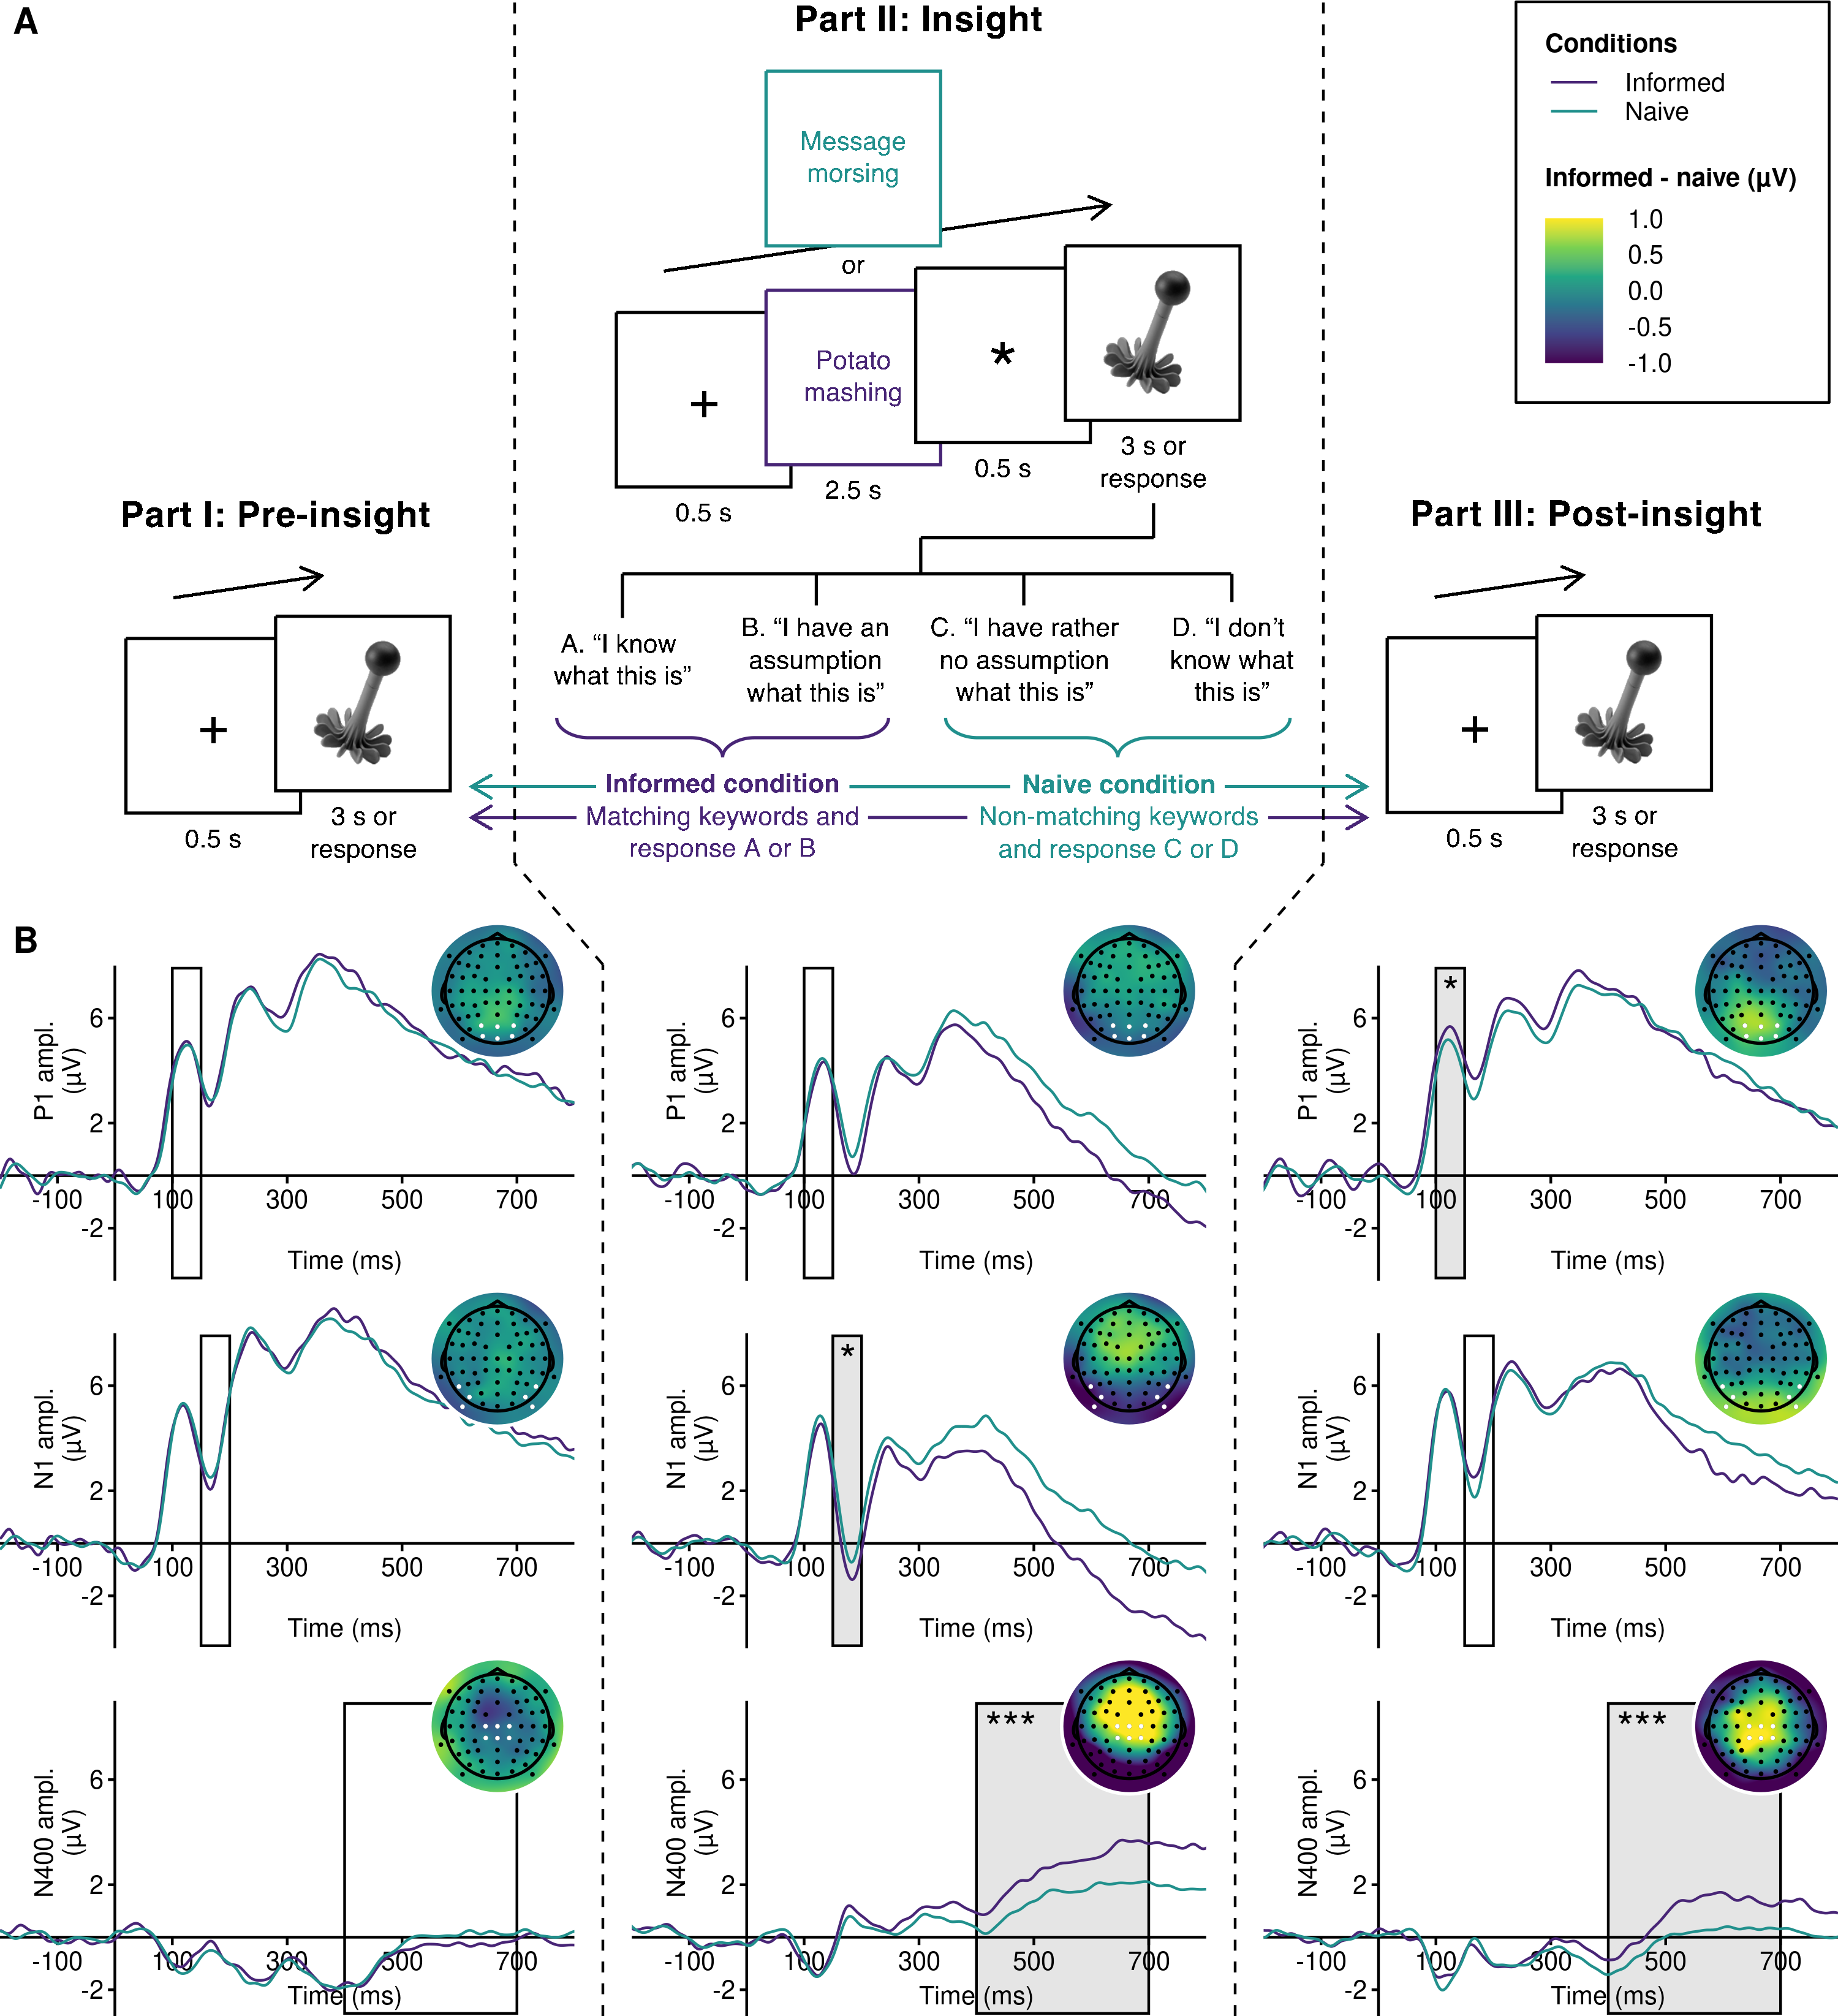 A
Part II: Insight
Conditions
Informed
Naive
Informed - naive (µV)
1.0
0.5
0.0
-0.5
-1.0
Message
morsing
or
+
Potato
mashing
*
0.5 s
2.5 s
0.5 s
3 s or
response
Part I: Pre-insight
+
0.5 s
3 s or
response
A. “I know
what this is”
B. “I have an
assumption
what this is”
C. “I have rather
no assumption
what this is”
D. “I don’t
know what
this is”
Informed condition
Matching keywords and
response A or B
Naive condition
Non-matching keywords
and response C or D
Part III: Post-insight
+
0.5 s
3 s or
response
B
P1 ampl.
(µV)
6
2
-2
-100 100 300 500 700
Time (ms)
P1 ampl.
(µV)
6
2
-2
-100 100 300 500 700
Time (ms)
P1 ampl.
(µV)
*
6
2
-2
-100 100 300 500 700
Time (ms)
N1 ampl.
(µV)
6
2
-2
-100 100 300 500 700
Time (ms)
N1 ampl.
(µV)
*
6
2
-2
-100 100 300 500 700
Time (ms)
N1 ampl.
(µV)
6
2
-2
-100 100 300 500 700
Time (ms)
N400 ampl.
(µV)
6
2
-2
-100 100 300 500 700
Time (ms)
N400 ampl.
(µV)
***
6
2
-2
-100 100 300 500 700
Time (ms)
N400 ampl.
(µV)
***
6
2
-2
-100 100 300 500 700
Time (ms)